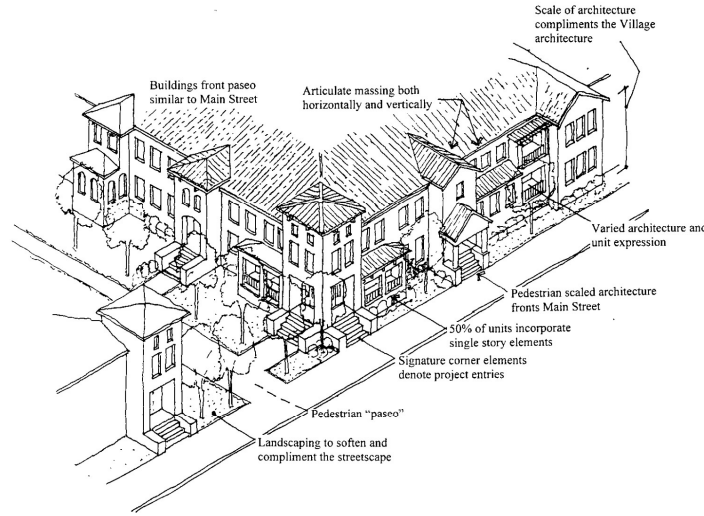 Scale of architecture
compliments the Village
architecture
Buildings front paseo
similar to Main Street
Articulate massing both
horizontally and vertically
Varied architecture and
unit expression
Pedestrian scaled architecture
fronts Main Street
50% of units incorporate
single story elements
Signature corner elements
denote project entries
Pedestrian "paseo"
Landscaping to soften and
compliment the streetscape